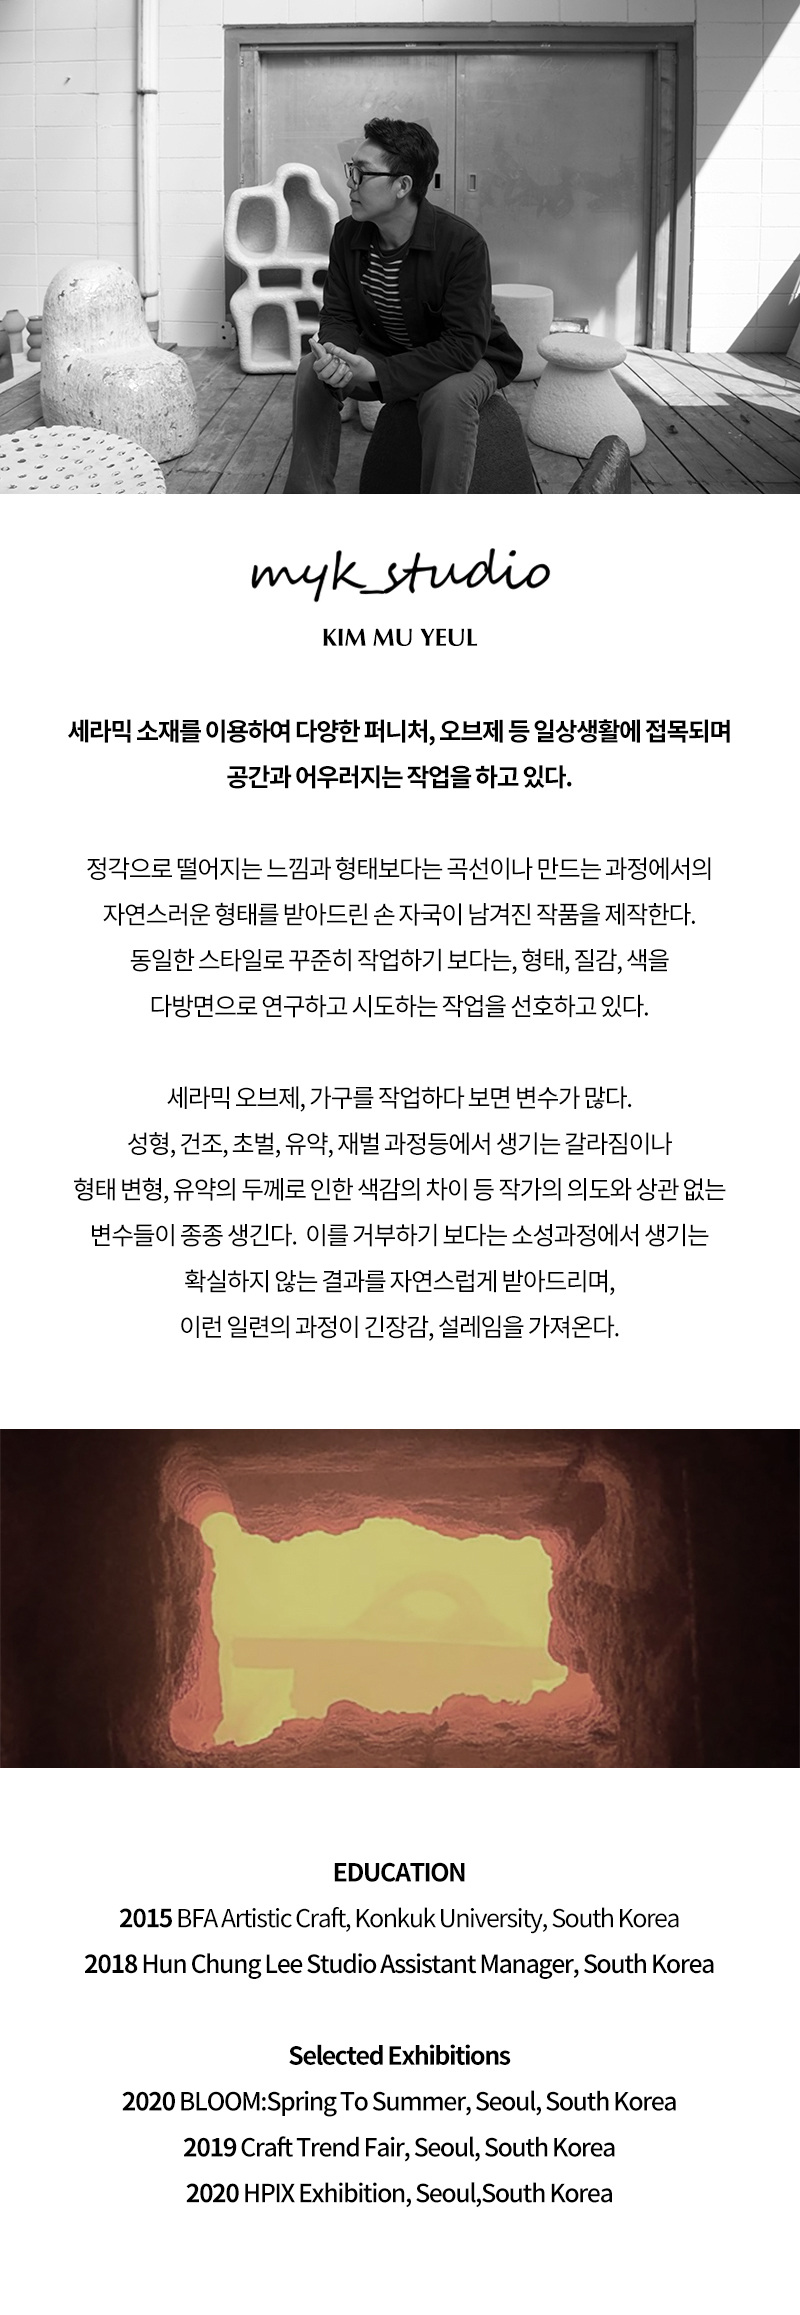 myk_studio
KIM MU YEUL
세라믹 소재를 이용하여 다양한 퍼니처, 오브제 등 일상생활에 접목되며
공간과 어우러지는 작업을 하고 있다.
정각으로 떨어지는 느낌과 형태보다는 곡선이나 만드는 과정에서의
자연스러운 형태를 받아드린 손 자국이 남겨진 작품을 제작한다.
동일한 스타일로 꾸준히 작업하기 보다는, 형태, 질감, 색을
다방면으로 연구하고 시도하는 작업을 선호하고 있다.
세라믹 오브제, 가구를 작업하다 보면 변수가 많다.
성형, 건조, 초벌, 유약, 재벌 과정등에서 생기는 갈라짐이나
형태 변형, 유약의 두께로 인한 색감의 차이 등 작가의 의도와 상관 없는
변수들이 종종 생긴다. 이를 거부하기 보다는 소성과정에서 생기는
확실하지 않는 결과를 자연스럽게 받아드리며,
이런 일련의 과정이 긴장감, 설레임을 가져온다.
EDUCATION
2015 BFA Artistic Craft, Konkuk University, South Korea
2018 Hun Chung Lee Studio Assistant Manager, South Korea
Selected Exhibitions
2020 BLOOM:Spring To Summer, Seoul, South Korea
2019 Craft Trend Fair, Seoul, South Korea
2020 HPIX Exhibition, Seoul,South Korea